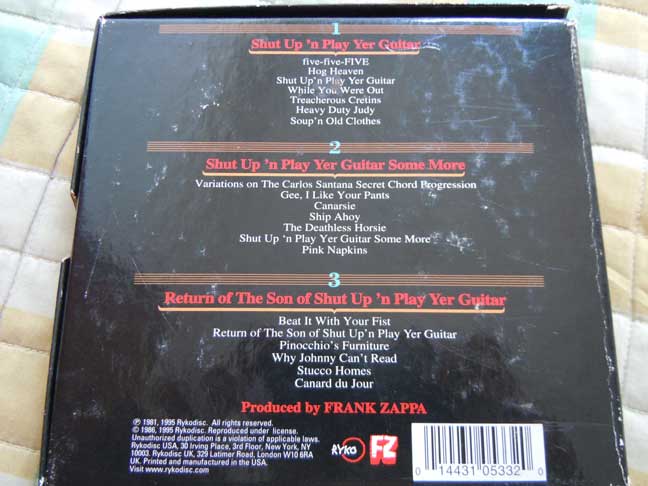 1
Shut Up 'n Play Yer Guitar
five-five-FIVE
Hog Heaven
Shut Up'n Play Yer Guitar
While You Were Out
Treacherous Cretins
Heavy Duty Judy
Soup'n Old Clothes
2
Shut Up 'n Play Yer Guitar Some More
Variations on The Carlos Santana Secret Chord Progression
Gee, I Like Your Pants
Canarsie
Ship Ahoy
The Deathless Horsie
Shut Up 'n Play Yer Guitar Some More
Pink Napkins
3
Return of The Son of Shut Up 'n Play Yer Guitar
Beat It With Your Fist
Return of The Son of Shut Up'n Play Yer Guitar
Pinocchio's Furniture
Why Johnny Can't Read
Stucco Homes
Canard du Jour
Produced by FRANK ZAPPA
℗ 1981, 1995 Rykodisc. All rights reserved.
© 1986, 1995 Rykodisc. Reproduced under license.
Unauthorized duplication is a violation of applicable laws.
Rykodisc USA, 30 Irving Place, 3rd Floor, New York, NY
10003. Rykodisc UK, 329 Latimer Road, London W10 6RA
UK. Printed and manufactured in the USA.
Visit www.rykodisc.com
RYKO
FZ
0 14431 05332 0